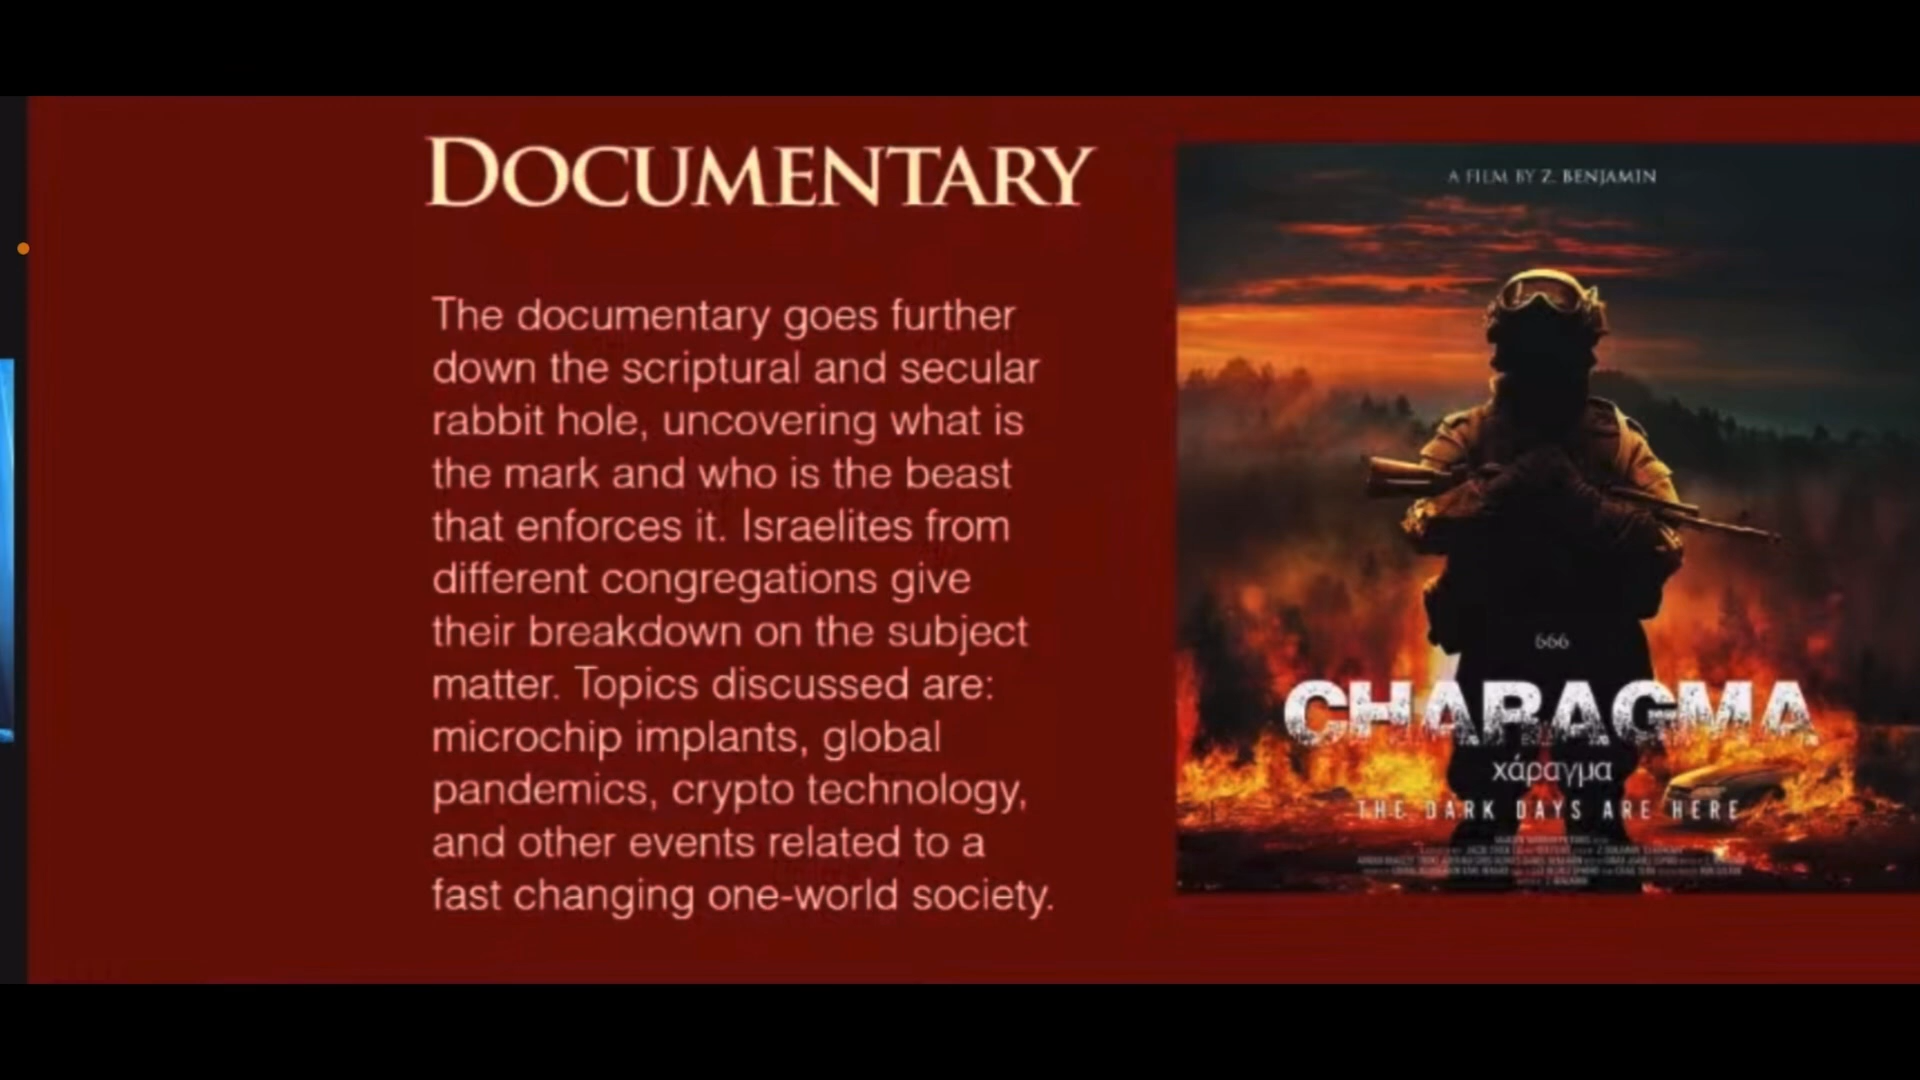 DOCUMENTARY
The documentary goes further
down the scriptural and secular
rabbit hole, uncovering what is
the mark and who is the beast
that enforces it. Israelites from
different congregations give
their breakdown on the subject
matter. Topics discussed are:
microchip implants, global
pandemics, crypto technology,
and other events related to a
fast changing one-world society.
A FILM BY Z. BENJAMIN
666
CHARAGMA
χάραγμα
THE DARK DAYS ARE HERE